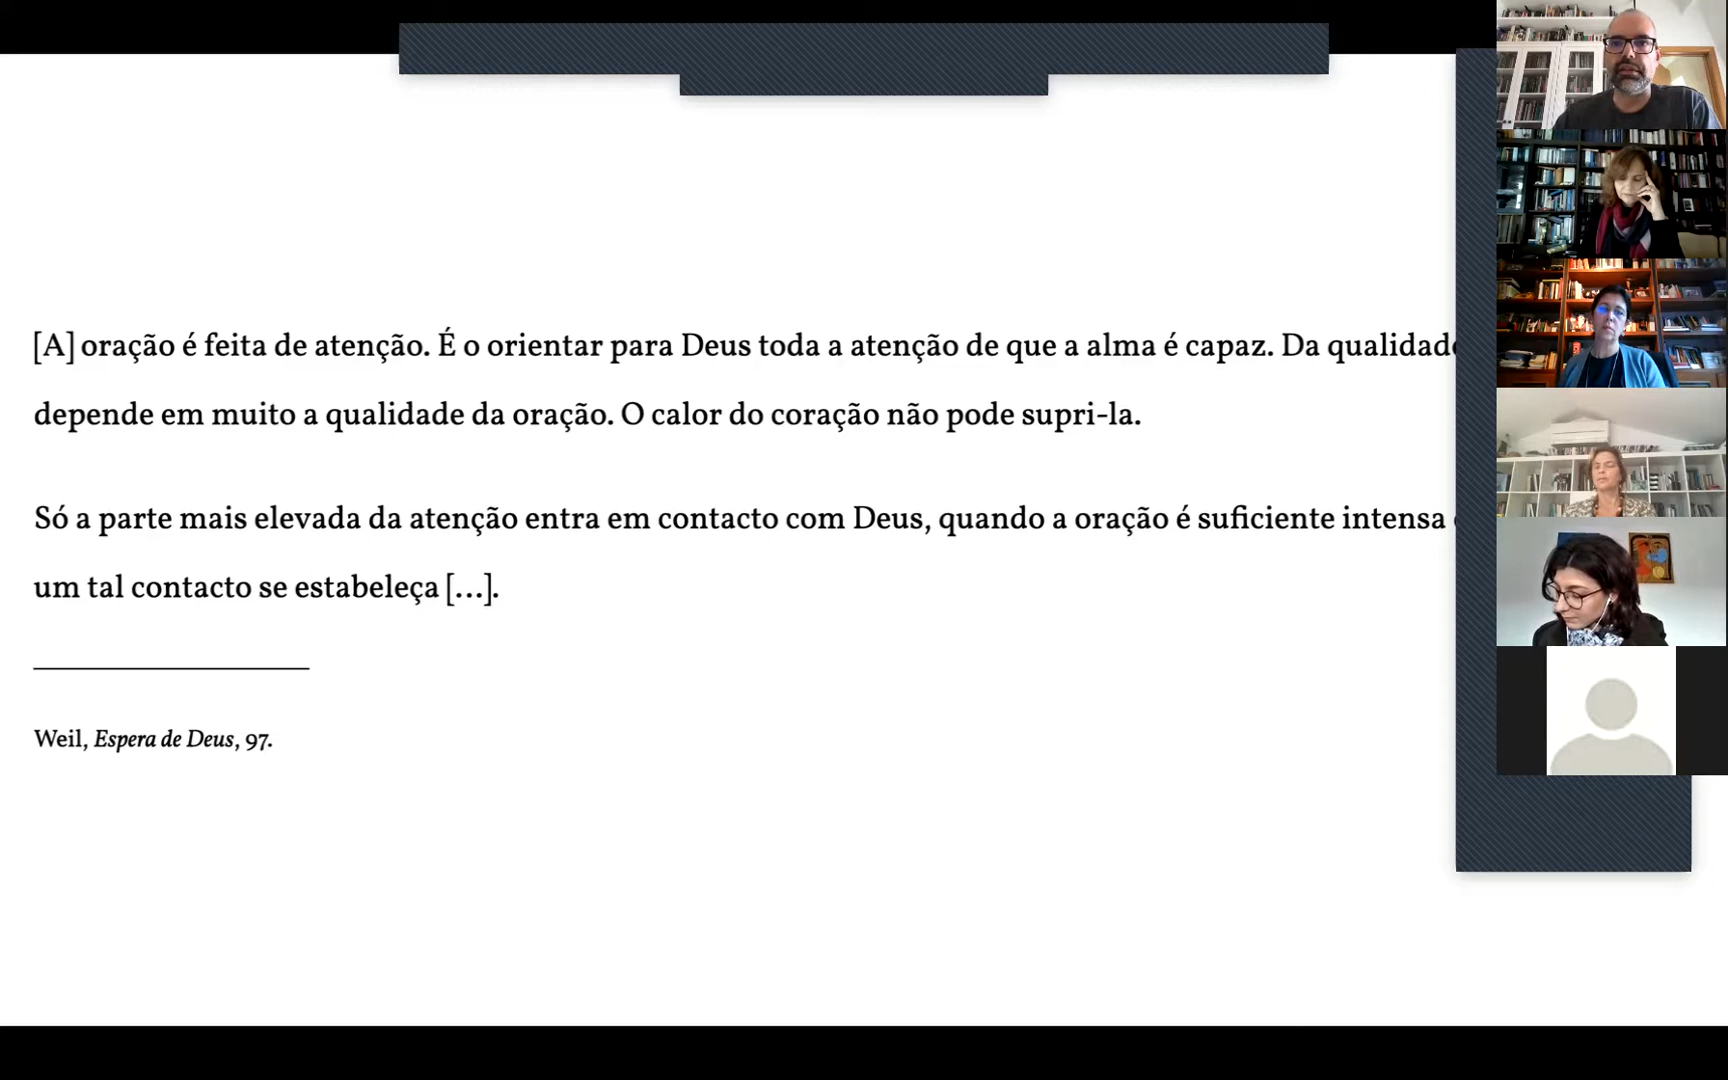 [A] oração é feita de atenção. É o orientar para Deus toda a atenção de que a alma é capaz. Da qualidade
depende em muito a qualidade da oração. O calor do coração não pode supri-la.
Só a parte mais elevada da atenção entra em contacto com Deus, quando a oração é suficiente intensa
um tal contacto se estabeleça [...].
Weil, Espera de Deus, 97.